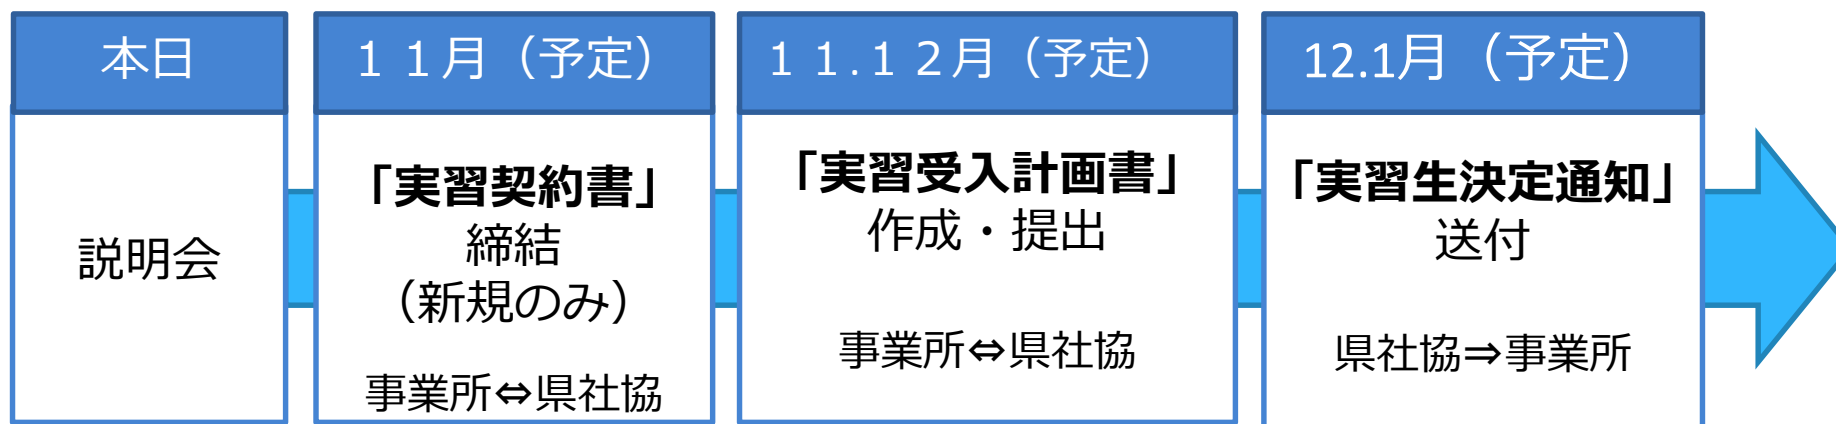 本日
説明会
１１月（予定）
「実習契約書」
締結
（新規のみ）
事業所⇔県社協
１１.１２月（予定）
「実習受入計画書」
作成・提出
事業所⇔県社協
12.1月（予定）
「実習生決定通知」
送付
県社協⇒事業所